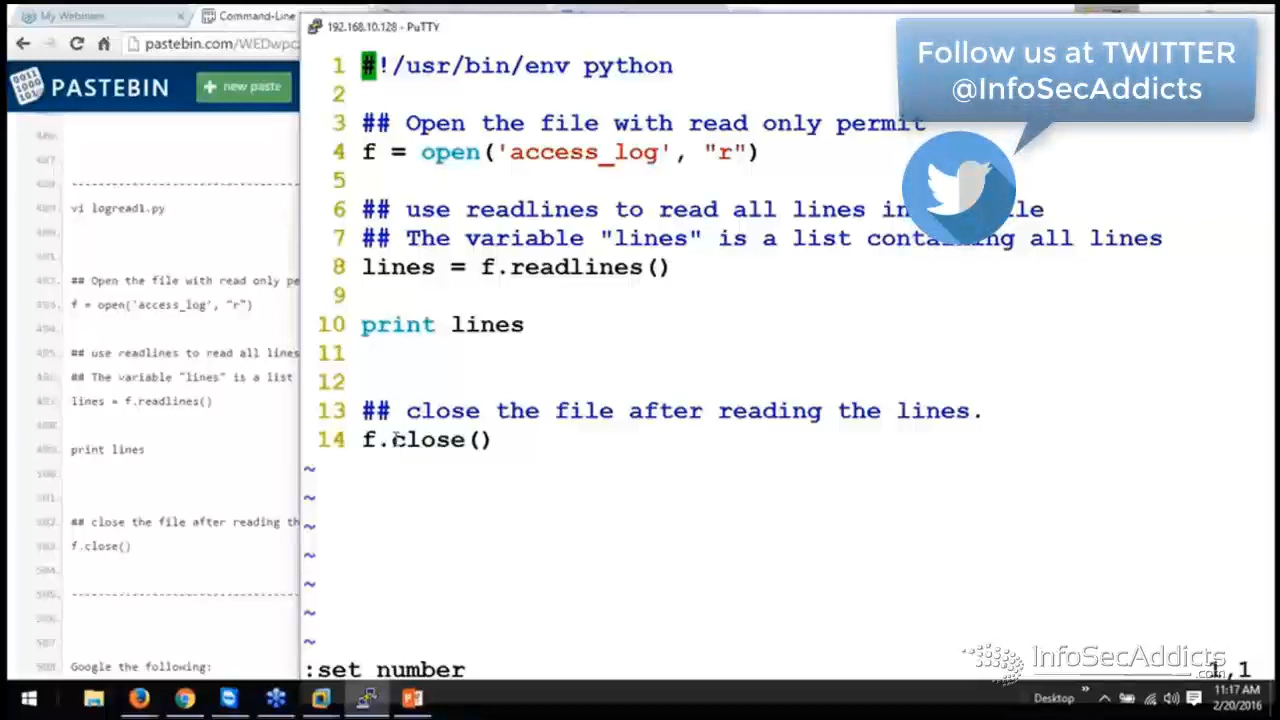 My Webinars
Command-Line
pastebin.com/WEDwpc
PASTEBIN
+ new paste
vi logread1.py
## Open the file with read only pe
f = open('access_log', "r")
## use readlines to read all lines
## The variable "lines" is a list
lines = f.readlines()
print lines
## close the file after reading th
f.close()
Google the following:
192.168.10.128 - PuTTY
1 #!/usr/bin/env python
2
3 ## Open the file with read only permit
4 f = open('access_log', "r")
5
6 ## use readlines to read all lines in
7 ## The variable "lines" is a list containing all lines
8 lines = f.readlines()
9
10 print lines
11
12
13 ## close the file after reading the lines.
14 f.close()
~
~
~
~
~
~
~
:set number
1,1
Follow us at TWITTER
@InfoSecAddicts
InfoSecAddicts
.com
Desktop
11:17 AM
2/20/2016